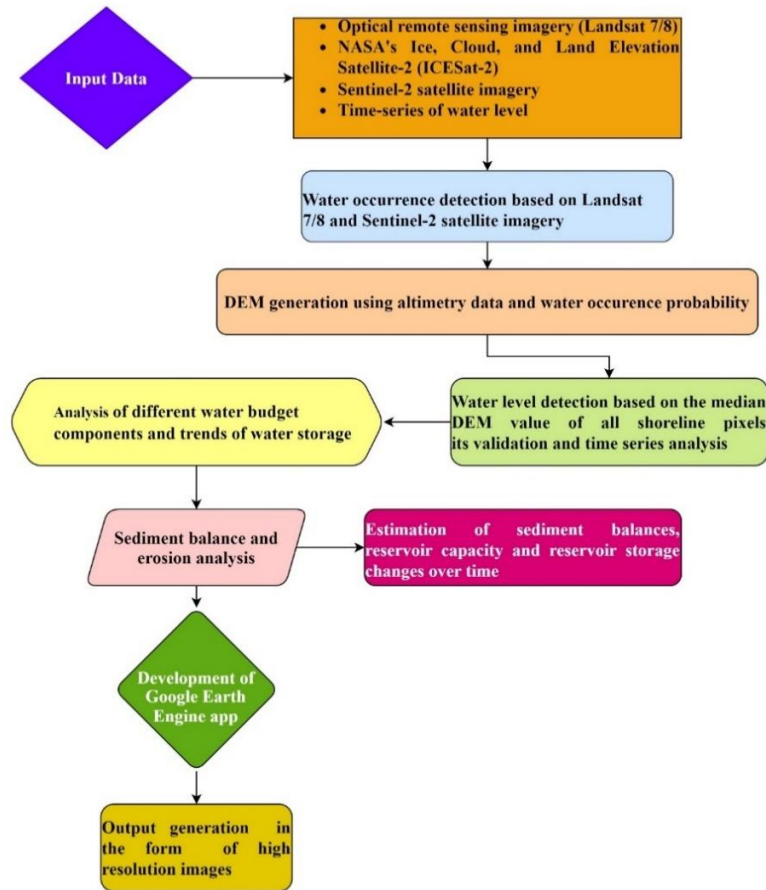 Input Data
• Optical remote sensing imagery (Landsat 7/8)
• NASA's Ice, Cloud, and Land Elevation
Satellite-2 (ICESat-2)
• Sentinel-2 satellite imagery
• Time-series of water level
Water occurrence detection based on Landsat
7/8 and Sentinel-2 satellite imagery
DEM generation using altimetry data and water occurence probability
Water level detection based on the median
DEM value of all shoreline pixels
its validation and time series analysis
Analysis of different water budget
components and trends of water storage
Sediment balance and
erosion analysis
Estimation of sediment balances,
reservoir capacity and reservoir storage
changes over time
Development of
Google Earth
Engine app
Output generation in
the form of high
resolution images